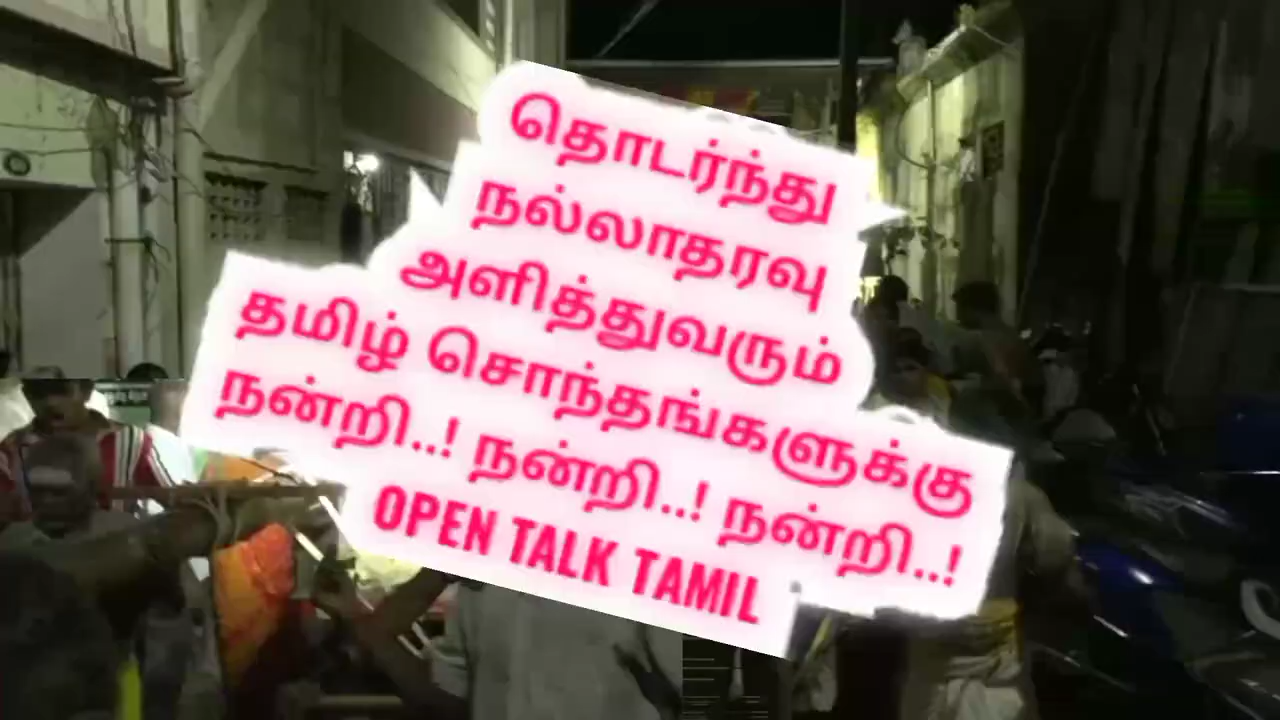 தொடர்ந்து
நல்லாதரவு
அளித்துவரும்
தமிழ் சொந்தங்களுக்கு
நன்றி..! நன்றி..! நன்றி..!
OPEN TALK TAMIL